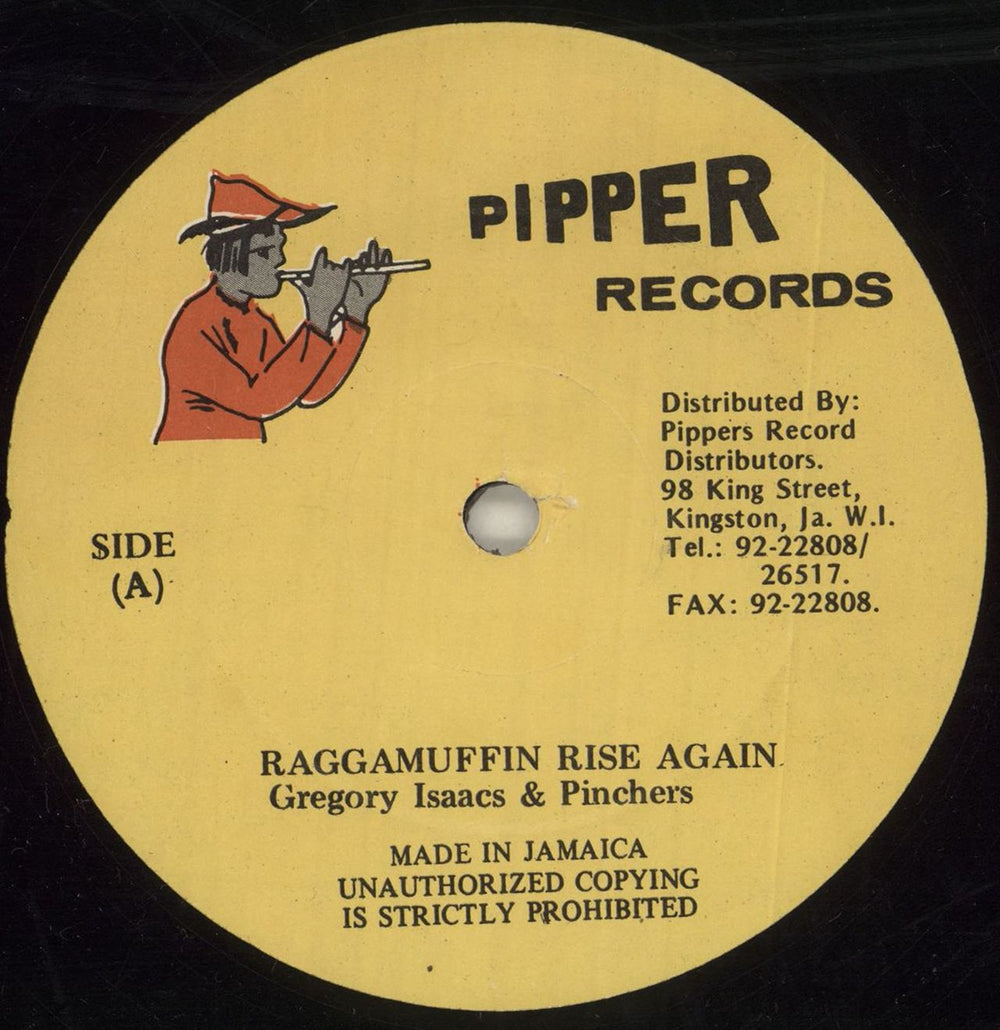 PIPPER
RECORDS
Distributed By:
Pippers Record
Distributors.
98 King Street,
Kingston, Ja. W.I.
Tel.: 92-22808/
26517.
FAX: 92-22808.
SIDE
(A)
RAGGAMUFFIN RISE AGAIN
Gregory Isaacs & Pinchers
MADE IN JAMAICA
UNAUTHORIZED COPYING
IS STRICTLY PROHIBITED